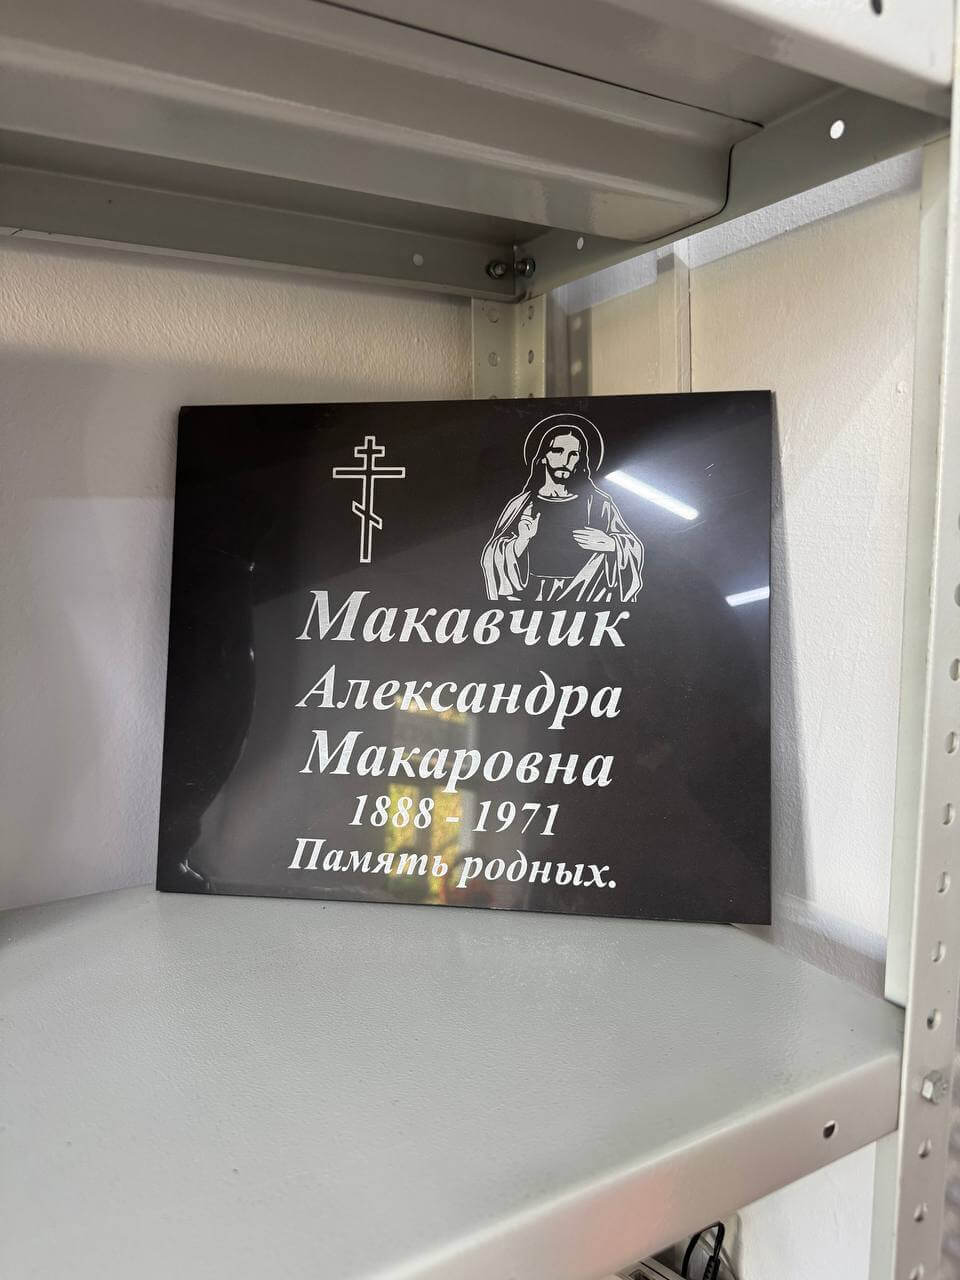 Макавчик
Александра
Макаровна
1888 - 1971
Память родных.